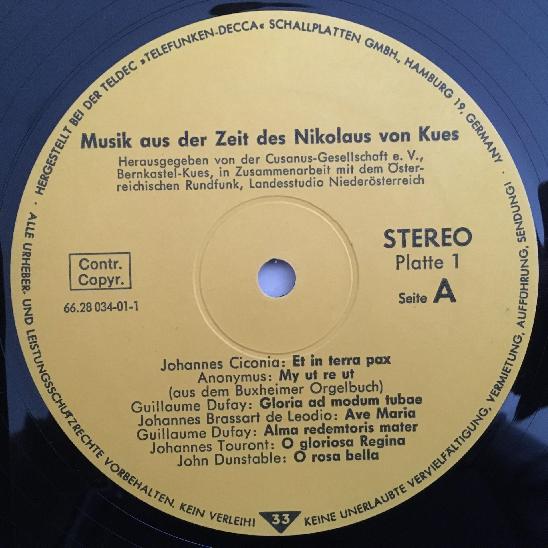 HERGESTELLT BEI DER TELDEC »TELEFUNKEN-DECCA« SCHALLPLATTEN GMBH, HAMBURG 19, GERMANY · ALLE URHEBER- UND LEISTUNGSSCHUTZRECHTE VORBEHALTEN. KEIN VERLEIH! KEINE UNERLAUBTE VERVIELFÄLTIGUNG, VERMIETUNG, AUFFÜHRUNG, SENDUNG! ·
Musik aus der Zeit des Nikolaus von Kues
Herausgegeben von der Cusanus-Gesellschaft e. V.,
Bernkastel-Kues, in Zusammenarbeit mit dem Öster-
reichischen Rundfunk, Landesstudio Niederösterreich
STEREO
Platte 1
Seite A
Contr.
Copyr.
66.28 034-01-1
Johannes Ciconia: Et in terra pax
Anonymus: My ut re ut
(aus dem Buxheimer Orgelbuch)
Guillaume Dufay: Gloria ad modum tubae
Johannes Brassart de Leodio: Ave Maria
Guillaume Dufay: Alma redemtoris mater
Johannes Touront: O gloriosa Regina
John Dunstable: O rosa bella
33